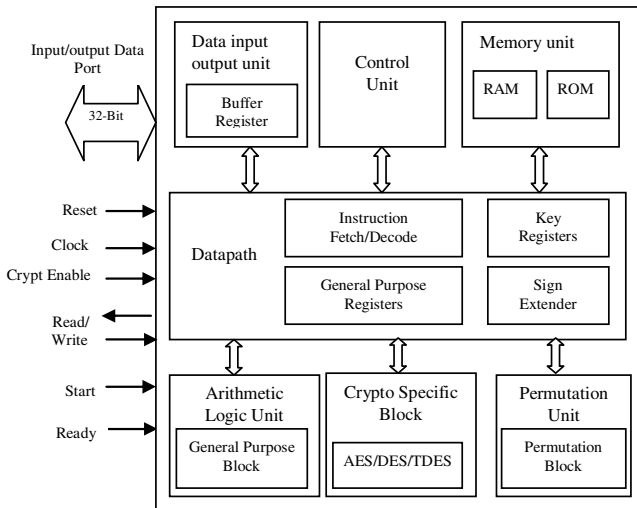 Input/output Data
Port
32-Bit
Reset
Clock
Crypt Enable
Read/
Write
Start
Ready
Data input
output unit
Buffer
Register
Control
Unit
Memory unit
RAM
ROM
Datapath
Instruction
Fetch/Decode
Key
Registers
General Purpose
Registers
Sign
Extender
Arithmetic
Logic Unit
General Purpose
Block
Crypto Specific
Block
AES/DES/TDES
Permutation
Unit
Permutation
Block